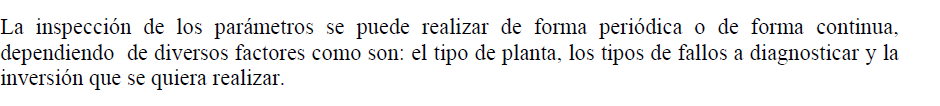 La inspección de los parámetros se puede realizar de forma periódica o de forma continua,
dependiendo de diversos factores como son: el tipo de planta, los tipos de fallos a diagnosticar y la
inversión que se quiera realizar.